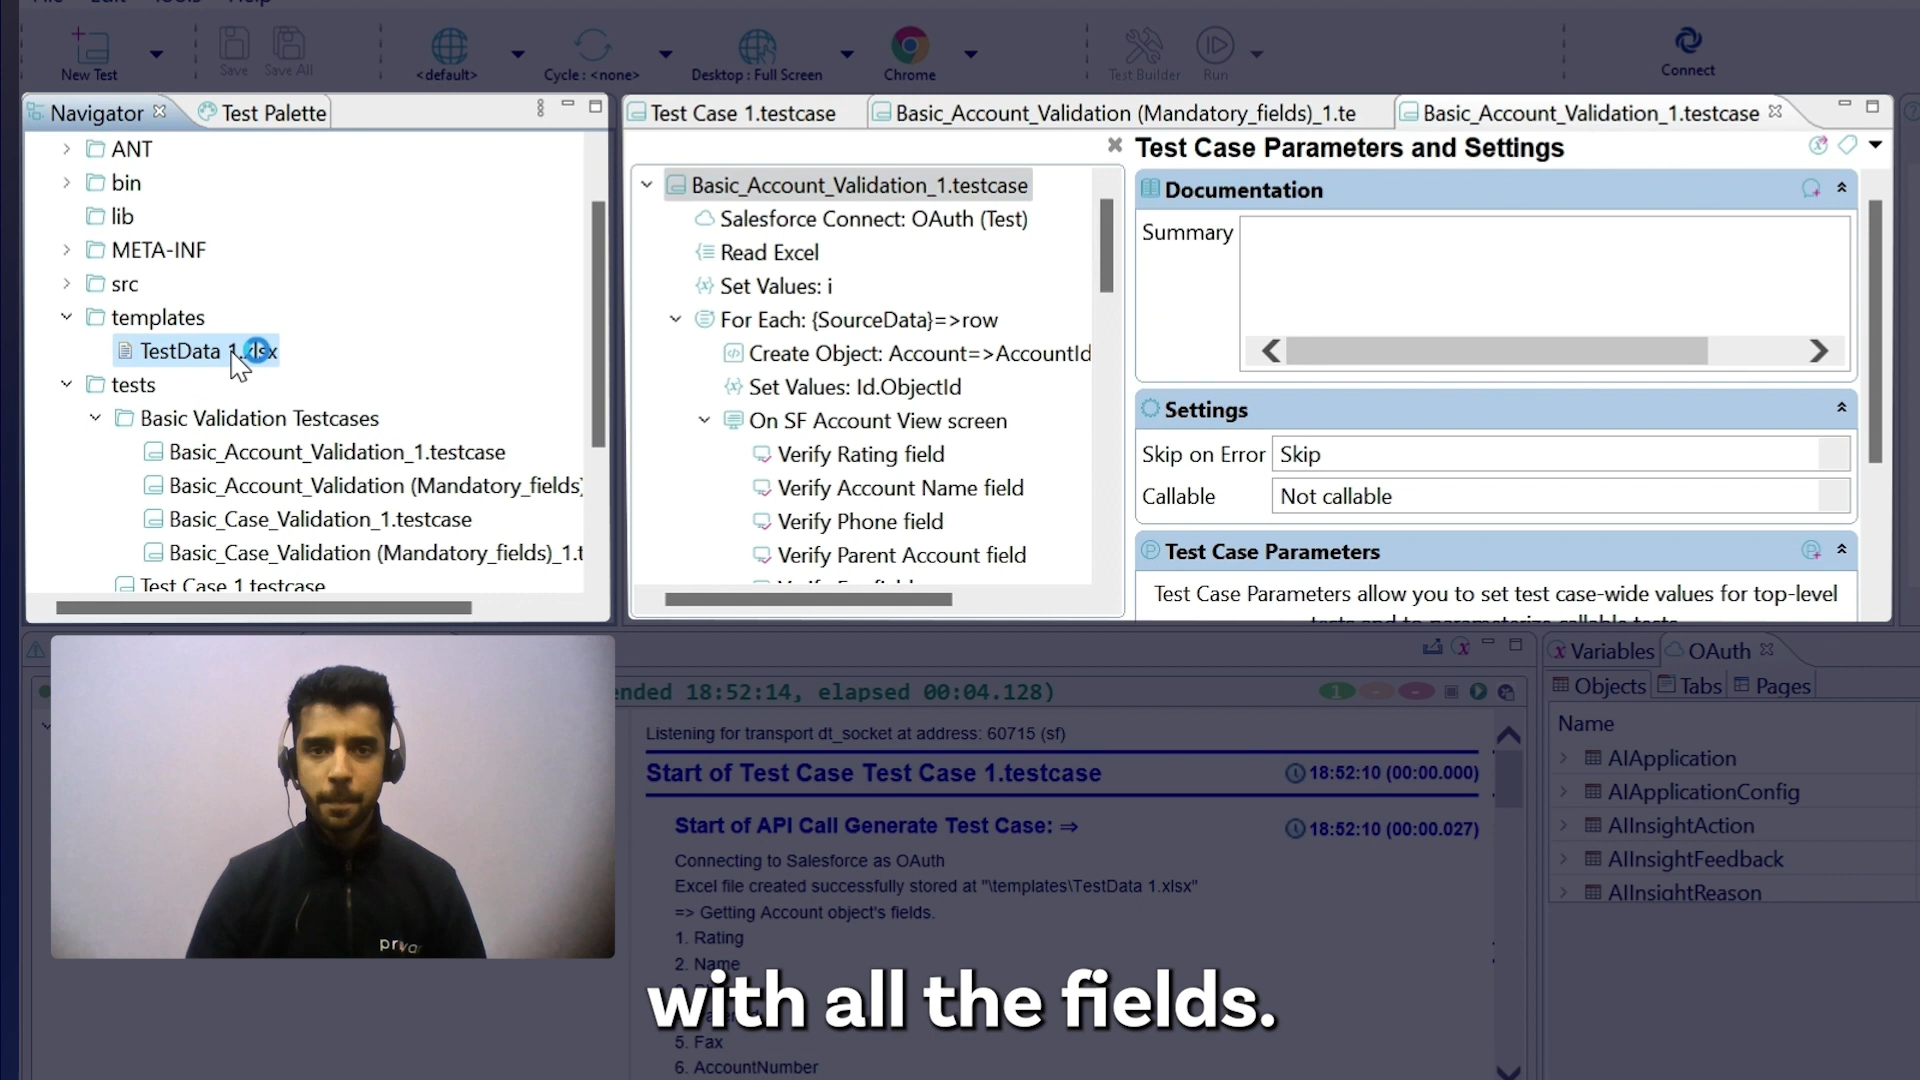 File Edit Tools Help
New Test
Save
Save All
<default>
Cycle : <none>
Desktop : Full Screen
Chrome
Test Builder
Run
Connect
Navigator
Test Palette
ANT
bin
lib
META-INF
src
templates
TestData 1.xlsx
tests
Basic Validation Testcases
Basic_Account_Validation_1.testcase
Basic_Account_Validation (Mandatory_fields)
Basic_Case_Validation_1.testcase
Basic_Case_Validation (Mandatory_fields)_1.t
Test Case 1.testcase
Test Case 1.testcase
Basic_Account_Validation (Mandatory_fields)_1.te
Basic_Account_Validation_1.testcase
Basic_Account_Validation_1.testcase
Salesforce Connect: OAuth (Test)
Read Excel
Set Values: i
For Each: {SourceData}=>row
Create Object: Account=>AccountId
Set Values: Id.ObjectId
On SF Account View screen
Verify Rating field
Verify Account Name field
Verify Phone field
Verify Parent Account field
Test Case Parameters and Settings
Documentation
Summary
Settings
Skip on Error
Skip
Callable
Not callable
Test Case Parameters
Test Case Parameters allow you to set test case-wide values for top-level
tests and to parameterize callable tests
ended 18:52:14, elapsed 00:04.128)
1
Listening for transport dt_socket at address: 60715 (sf)
Start of Test Case Test Case 1.testcase
18:52:10 (00:00.000)
Start of API Call Generate Test Case: ⇒
18:52:10 (00:00.027)
Connecting to Salesforce as OAuth
Excel file created successfully stored at "\templates\TestData 1.xlsx"
=> Getting Account object's fields.
1. Rating
2. Name
5. Fax
6. AccountNumber
Variables
OAuth
Objects
Tabs
Pages
Name
AIApplication
AIApplicationConfig
AIInsightAction
AIInsightFeedback
AIInsightReason
with all the fields.